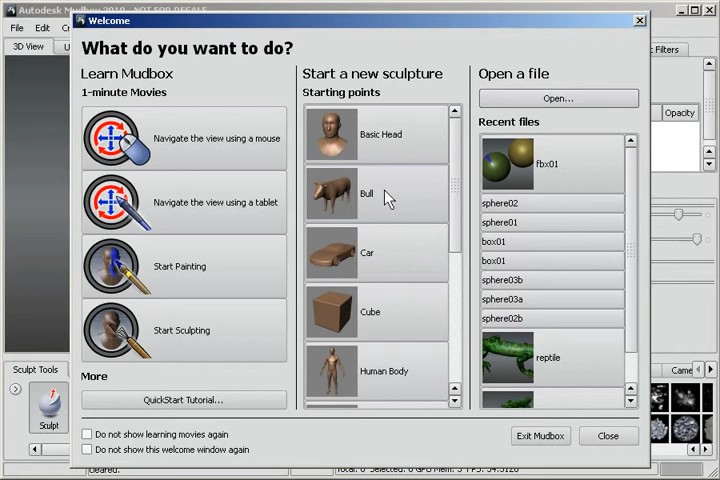 Autodesk Mudbox 2010 - NOT FOR RESALE
File Edit
3D View
Filters
Opacity
Welcome
What do you want to do?
Learn Mudbox
1-minute Movies
Navigate the view using a mouse
Navigate the view using a tablet
Start Painting
Start Sculpting
More
QuickStart Tutorial...
Do not show learning movies again
Do not show this welcome window again
Start a new sculpture
Starting points
Basic Head
Bull
Car
Cube
Human Body
Open a file
Open...
Recent files
fbx01
sphere02
sphere01
box01
box01
sphere03b
sphere03a
sphere02b
reptile
Exit Mudbox
Close
Sculpt Tools
Sculpt
Came